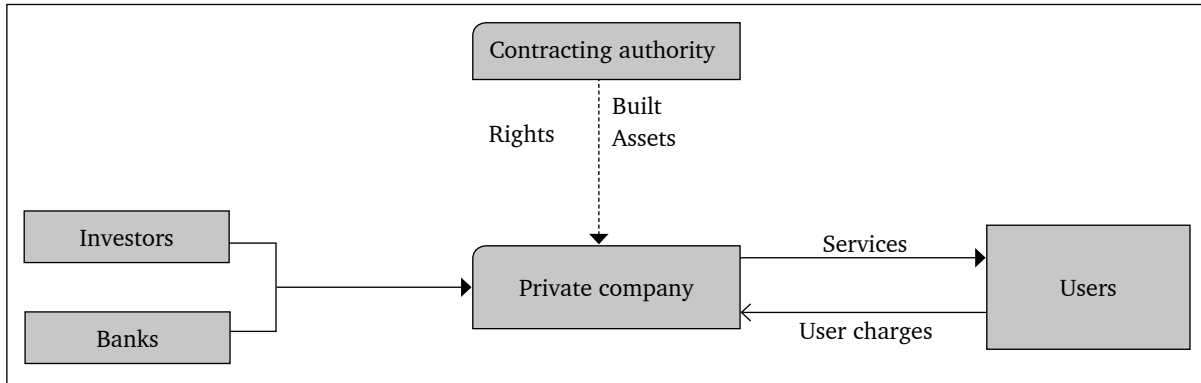 Contracting authority
Built
Rights
Assets
Investors
Services
Private company
Users
Banks
User charges